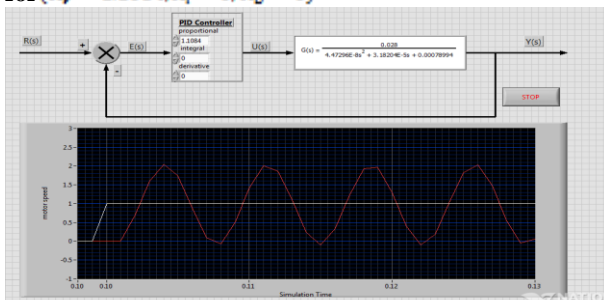 PID Controller
proportional
R(s) + E(s) 1.1084 U(s) G(s) = 0.028 Y(s)
integral
4.47296E-8s² + 3.18204E-5s + 0.00078994
0
- derivative
0
STOP
3-
2.5-
2-
1.5-
1-
0.5-
0-
-0.5-
-1-
motor speed
0.10 0.10 0.11 0.12 0.13
Simulation Time